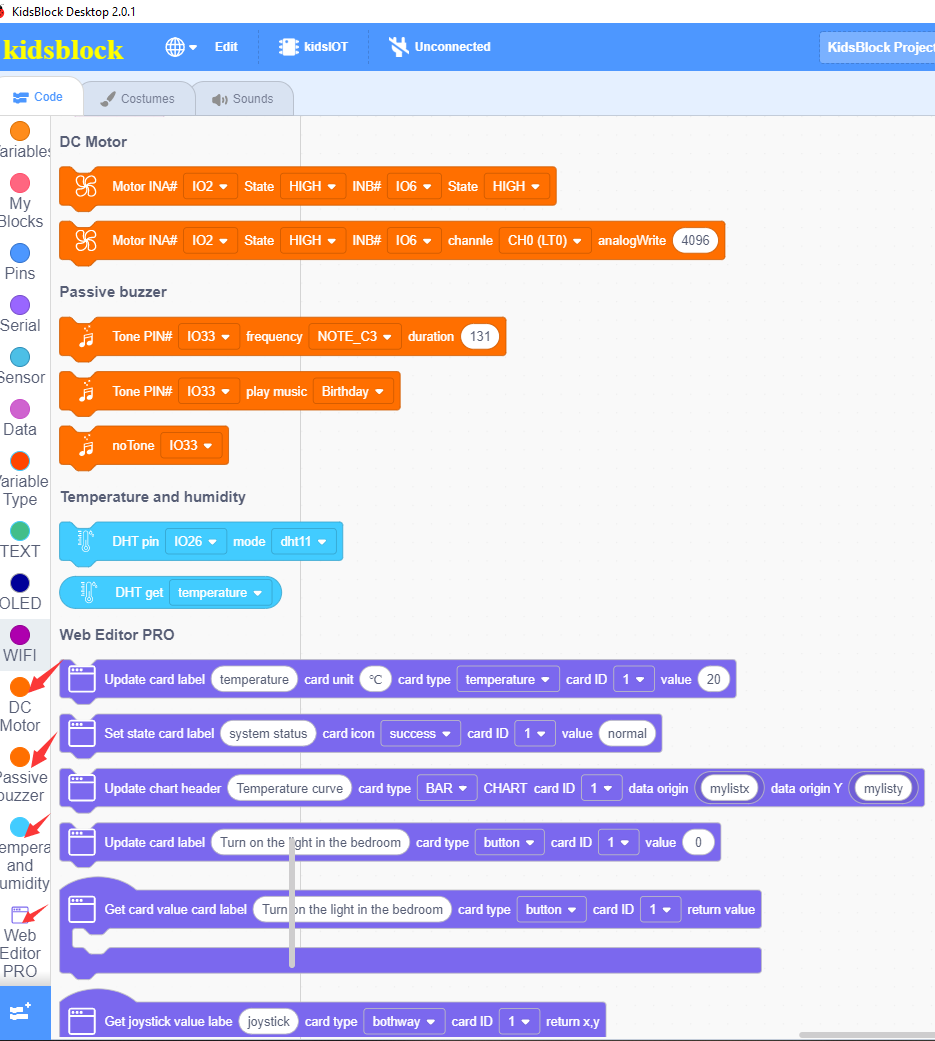 KidsBlock Desktop 2.0.1
kidsblock
Edit
kidsIOT
Unconnected
KidsBlock Project
Code
Costumes
Sounds
ariables
My
Blocks
Pins
Serial
Sensor
Data
ariable
Type
TEXT
OLED
WIFI
DC
Motor
Passive
buzzer
empera
and
umidity
Web
Editor
PRO
DC Motor
Motor INA# IO2 State HIGH INB# IO6 State HIGH
Motor INA# IO2 State HIGH INB# IO6 channle CH0 (LT0) analogWrite 4096
Passive buzzer
Tone PIN# IO33 frequency NOTE_C3 duration 131
Tone PIN# IO33 play music Birthday
noTone IO33
Temperature and humidity
DHT pin IO26 mode dht11
DHT get temperature
Web Editor PRO
Update card label temperature card unit °C card type temperature card ID 1 value 20
Set state card label system status card icon success card ID 1 value normal
Update chart header Temperature curve card type BAR CHART card ID 1 data origin mylistx data origin Y mylisty
Update card label Turn on the light in the bedroom card type button card ID 1 value 0
Get card value card label Turn on the light in the bedroom card type button card ID 1 return value
Get joystick value labe joystick card type bothway card ID 1 return x,y